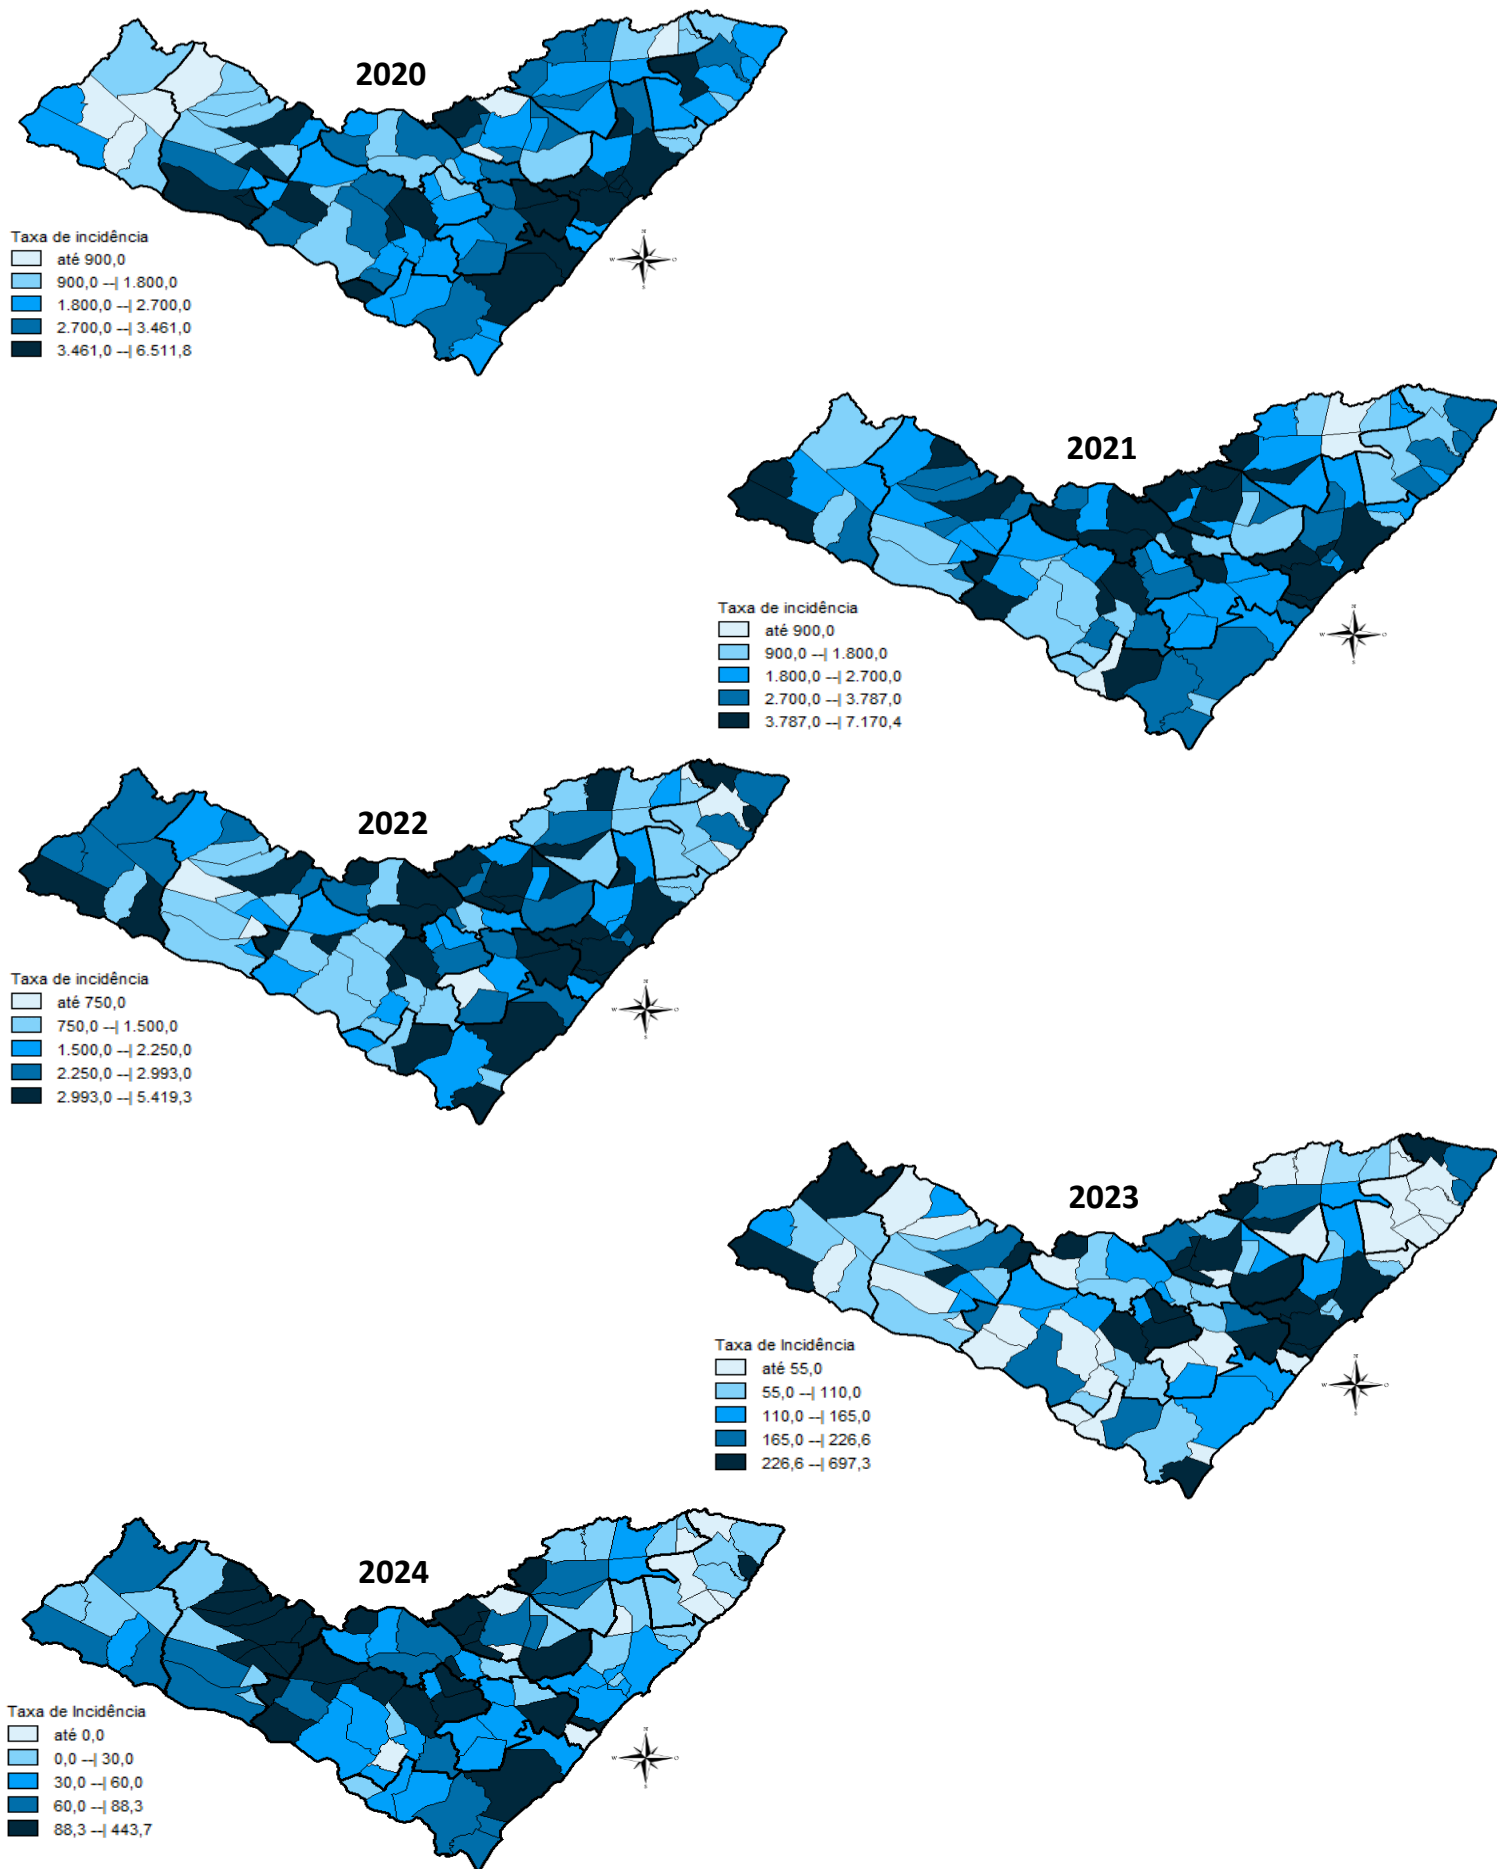 2020
Taxa de incidência
até 900,0
900,0 --| 1.800,0
1.800,0 --| 2.700,0
2.700,0 --| 3.461,0
3.461,0 --| 6.511,8
2021
Taxa de incidência
até 900,0
900,0 --| 1.800,0
1.800,0 --| 2.700,0
2.700,0 --| 3.787,0
3.787,0 --| 7.170,4
2022
Taxa de incidência
até 750,0
750,0 --| 1.500,0
1.500,0 --| 2.250,0
2.250,0 --| 2.993,0
2.993,0 --| 5.419,3
2023
Taxa de Incidência
até 55,0
55,0 --| 110,0
110,0 --| 165,0
165,0 --| 226,6
226,6 --| 697,3
2024
Taxa de Incidência
até 0,0
0,0 --| 30,0
30,0 --| 60,0
60,0 --| 88,3
88,3 --| 443,7